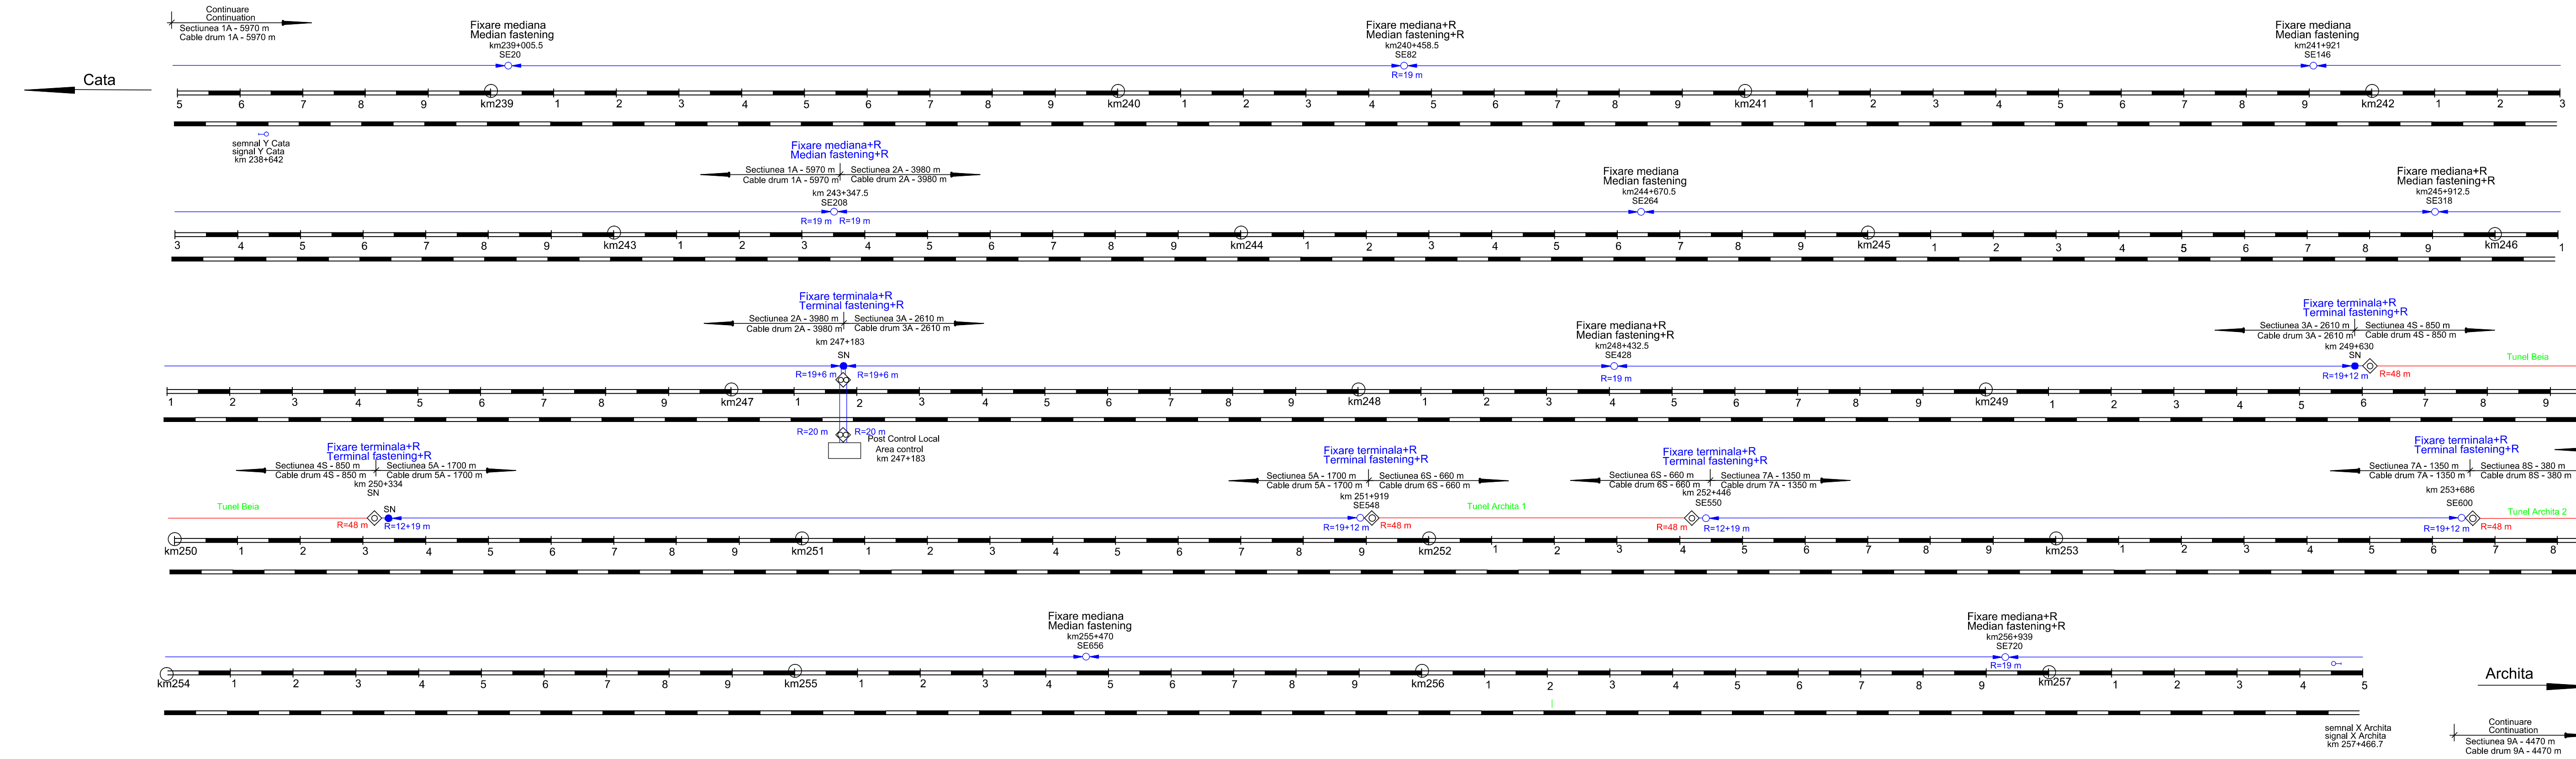 Continuare
Continuation
Sectiunea 1A - 5970 m
Cable drum 1A - 5970 m
Cata
Fixare mediana
Median fastening
km239+005.5
SE20
Fixare mediana+R
Median fastening+R
km240+458.5
SE82
R=19 m
Fixare mediana
Median fastening
km241+921
SE146
5 6 7 8 9 km239 1 2 3 4 5 6 7 8 9 km240 1 2 3 4 5 6 7 8 9 km241 1 2 3 4 5 6 7 8 9 km242 1 2 3
semnal Y Cata
signal Y Cata
km 238+642
Fixare mediana+R
Median fastening+R
Sectiunea 1A - 5970 m Sectiunea 2A - 3980 m
Cable drum 1A - 5970 m Cable drum 2A - 3980 m
km 243+347.5
SE208
R=19 m R=19 m
Fixare mediana
Median fastening
km244+670.5
SE264
Fixare mediana+R
Median fastening+R
km245+912.5
SE318
3 4 5 6 7 8 9 km243 1 2 3 4 5 6 7 8 9 km244 1 2 3 4 5 6 7 8 9 km245 1 2 3 4 5 6 7 8 9 km246 1
Fixare terminala+R
Terminal fastening+R
Sectiunea 2A - 3980 m Sectiunea 3A - 2610 m
Cable drum 2A - 3980 m Cable drum 3A - 2610 m
km 247+183
SN
R=19+6 m R=19+6 m
Fixare mediana+R
Median fastening+R
km248+432.5
SE428
R=19 m
Fixare terminala+R
Terminal fastening+R
Sectiunea 3A - 2610 m Sectiunea 4S - 850 m
Cable drum 3A - 2610 m Cable drum 4S - 850 m
km 249+630
SN
R=19+12 m R=48 m
Tunel Beia
1 2 3 4 5 6 7 8 9 km247 1 2 3 4 5 6 7 8 9 km248 1 2 3 4 5 6 7 8 9 km249 1 2 3 4 5 6 7 8 9
R=20 m R=20 m
Post Control Local
Area control
km 247+183
Fixare terminala+R
Terminal fastening+R
Sectiunea 4S - 850 m Sectiunea 5A - 1700 m
Cable drum 4S - 850 m Cable drum 5A - 1700 m
km 250+334
SN
Tunel Beia
SN
R=48 m R=12+19 m
Fixare terminala+R
Terminal fastening+R
Sectiunea 5A - 1700 m Sectiunea 6S - 660 m
Cable drum 5A - 1700 m Cable drum 6S - 660 m
km 251+919
SE548
R=19+12 m R=48 m
Tunel Archita 1
Fixare terminala+R
Terminal fastening+R
Sectiunea 6S - 660 m Sectiunea 7A - 1350 m
Cable drum 6S - 660 m Cable drum 7A - 1350 m
km 252+446
SE550
R=48 m R=12+19 m
Fixare terminala+R
Terminal fastening+R
Sectiunea 7A - 1350 m Sectiunea 8S - 380 m
Cable drum 7A - 1350 m Cable drum 8S - 380 m
km 253+686
SE600
R=19+12 m R=48 m
Tunel Archita 2
km250 1 2 3 4 5 6 7 8 9 km251 1 2 3 4 5 6 7 8 9 km252 1 2 3 4 5 6 7 8 9 km253 1 2 3 4 5 6 7 8
Fixare mediana
Median fastening
km255+470
SE656
Fixare mediana+R
Median fastening+R
km256+939
SE720
R=19 m
km254 1 2 3 4 5 6 7 8 9 km255 1 2 3 4 5 6 7 8 9 km256 1 2 3 4 5 6 7 8 9 km257 1 2 3 4 5
Archita
semnal X Archita
signal X Archita
km 257+466.7
Continuare
Continuation
Sectiunea 9A - 4470 m
Cable drum 9A - 4470 m